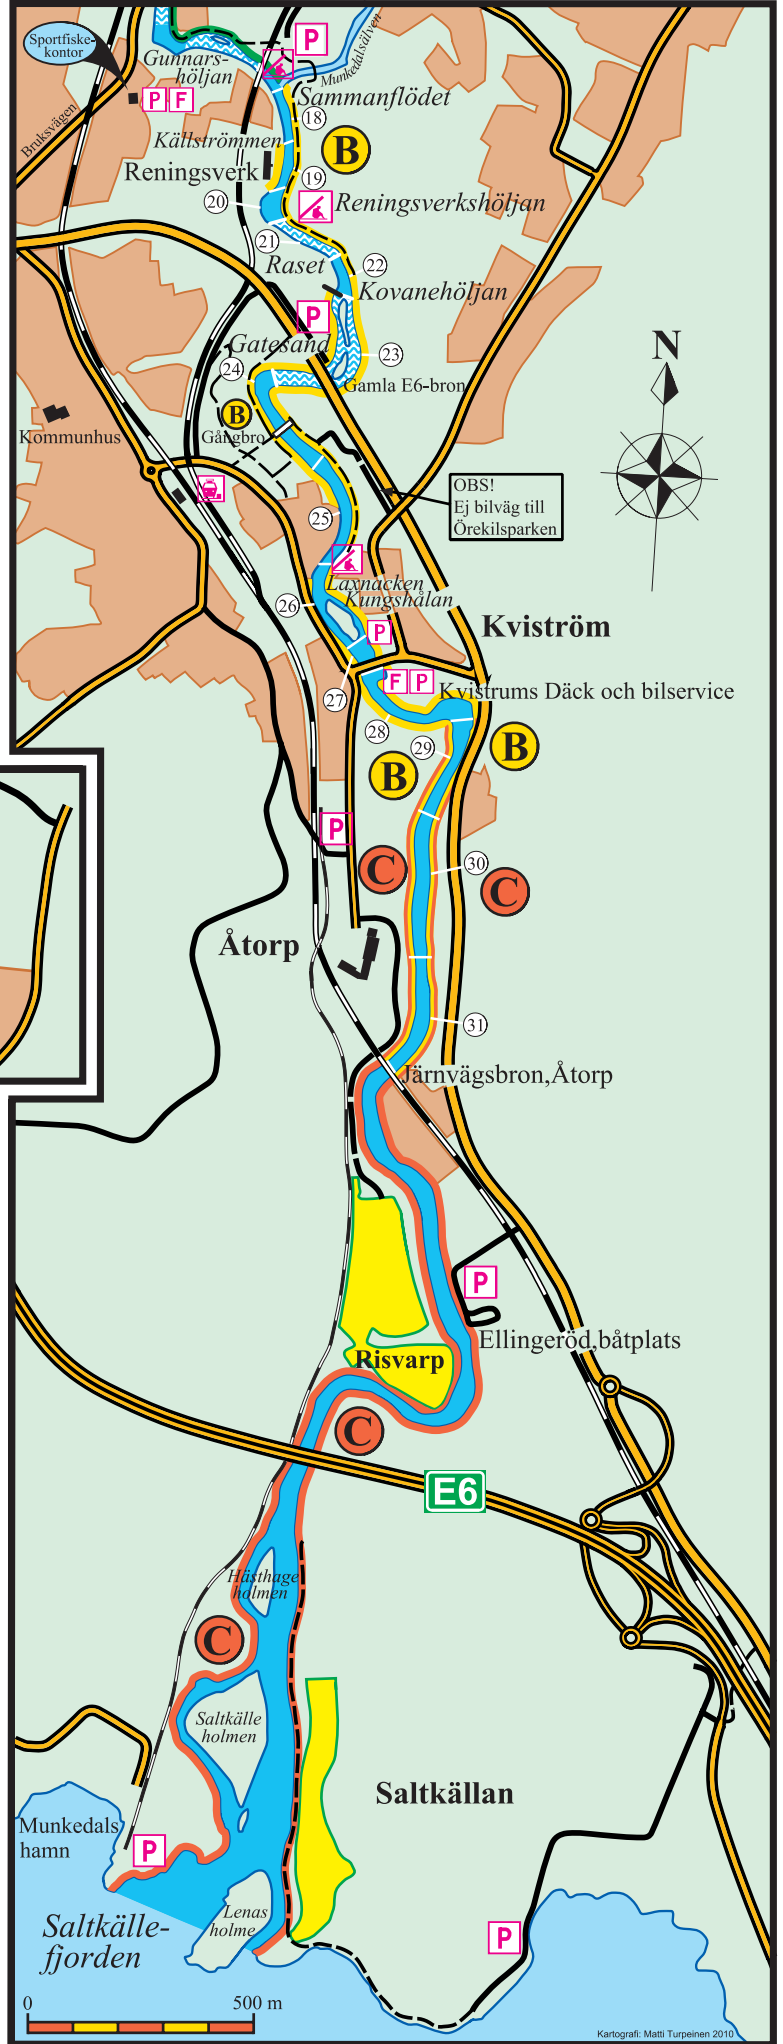 Sportfiske-
kontor
P
Gunnars-
höljan
Munkedalsälven
P F
Sammanflödet
Bruksvägen
18
Källströmmen
B
Reningsverk
19
20
Reningsverkshöljan
21
Raset
22
Kovanehöljan
P
Gatesand
23
24
Gamla E6-bron
B
Gångbro
Kommunhus
N
OBS!
Ej bilväg till
Örekilsparken
25
Laxnacken
Kungshålan
26
P
Kviström
F P
Kvistrums Däck och bilservice
27
28
29
B
B
P
C
30
C
Åtorp
31
Järnvägsbron,Åtorp
P
Ellingeröd,båtplats
Risvarp
C
E6
Hästhage
holmen
C
Saltkälle
holmen
Saltkällan
Munkedals
hamn
P
Lenas
holme
Saltkälle-
fjorden
P
0 500 m
Kartografi: Matti Turpeinen 2010